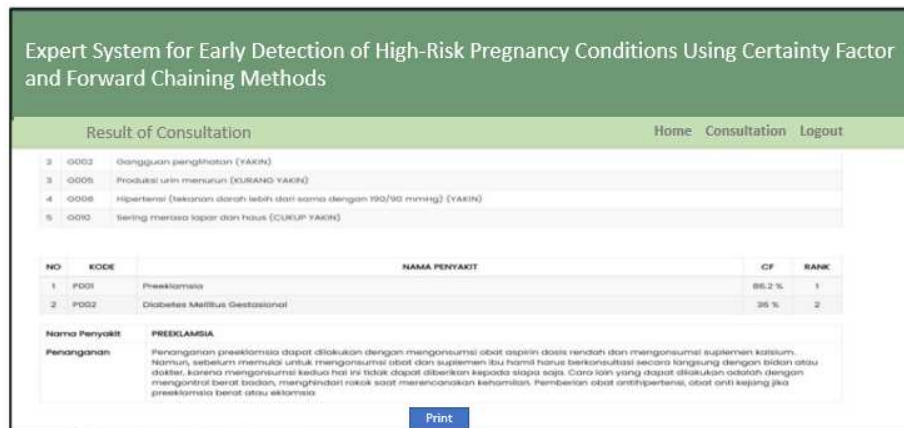 Expert System for Early Detection of High-Risk Pregnancy Conditions Using Certainty Factor
and Forward Chaining Methods
Result of Consultation Home Consultation Logout
2 G002 Gangguan penglihatan (YAKIN)
3 G005 Produksi urin menurun (KURANG YAKIN)
4 G006 Hipertensi (tekanan darah lebih dari sama dengan 190/90 mmHg) (YAKIN)
5 G010 Sering merasa lapar dan haus (CUKUP YAKIN)
NO KODE NAMA PENYAKIT CF RANK
1 P001 Preeklamsia 86.2 % 1
2 P002 Diabetes Mellitus Gestasional 36 % 2
Nama Penyakit PREEKLAMSIA
Penanganan Penanganan preeklamsia dapat dilakukan dengan mengonsumsi obat aspirin dosis rendah dan mengonsumsi suplemen kalsium.
Namun, sebelum memulai untuk mengonsumsi obat dan suplemen ibu hamil harus berkonsultasi secara langsung dengan bidan atau
dokter, karena mengonsumsi kedua hal ini tidak dapat diberikan kepada siapa saja. Cara lain yang dapat dilakukan adalah dengan
mengontrol berat badan, menghindari rokok saat merencanakan kehamilan. Pemberian obat antihipertensi, obat anti kejang jika
preeklamsia berat atau eklamsia
Print